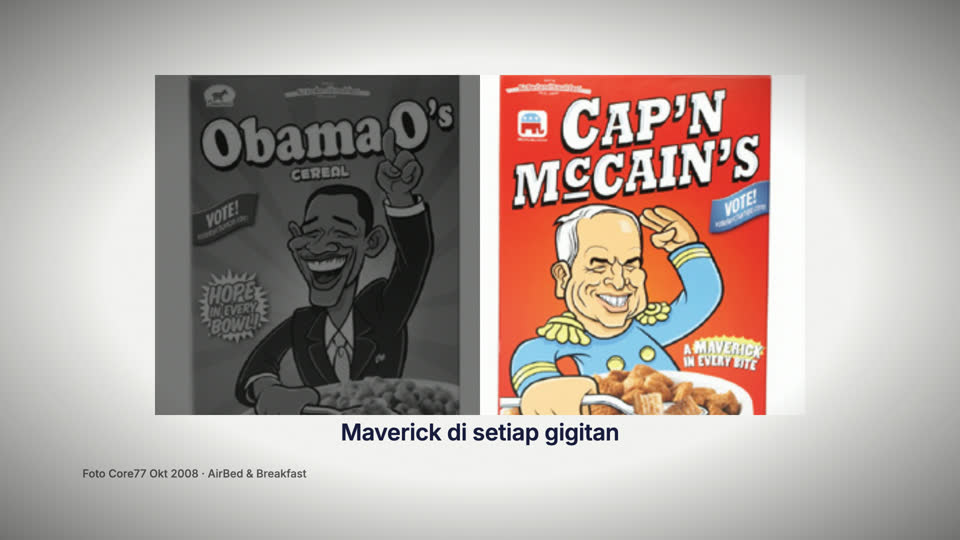 Obama O's
CEREAL
VOTE!
HOPE
IN EVERY
BOWL!
CAP'N
McCAIN'S
VOTE!
A MAVERICK
IN EVERY BITE
Maverick di setiap gigitan
Foto Core77 Okt 2008 · AirBed & Breakfast